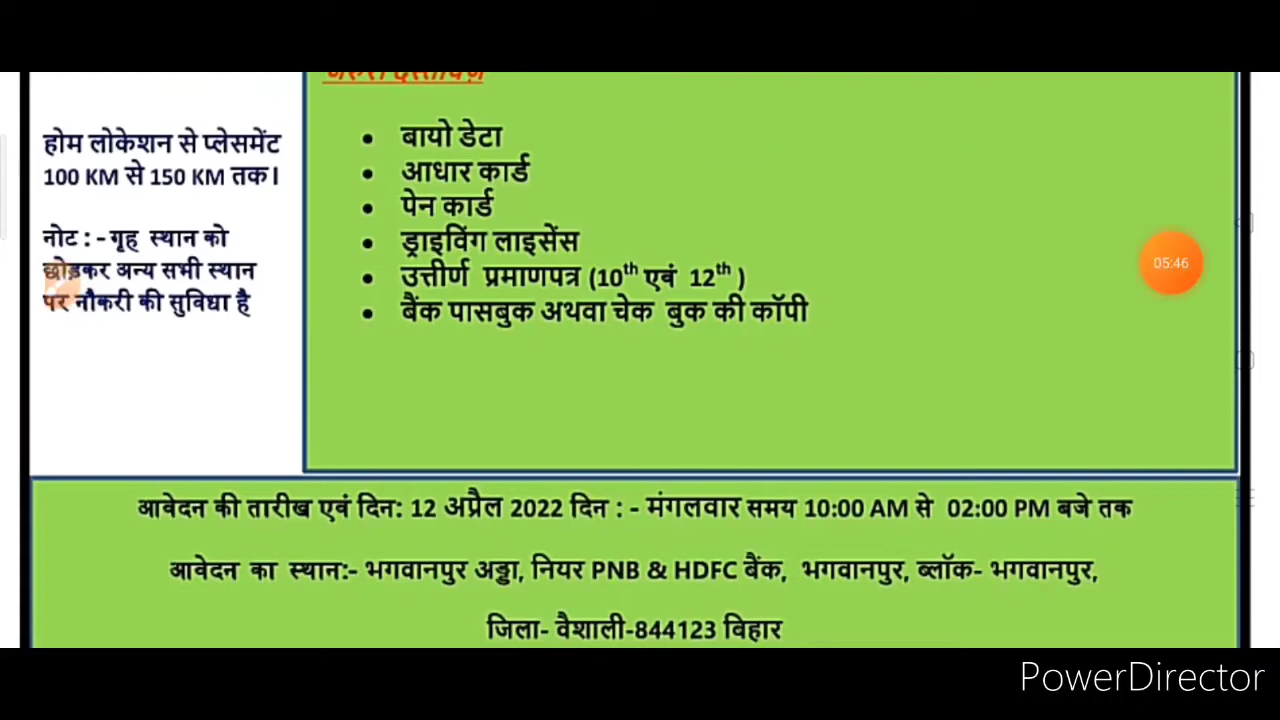 जरुरी दस्तावेज़
होम लोकेशन से प्लेसमेंट
100 KM से 150 KM तक।
नोट : - गृह स्थान को
छोड़कर अन्य सभी स्थान
पर नौकरी की सुविधा है
• बायो डेटा
• आधार कार्ड
• पेन कार्ड
• ड्राइविंग लाइसेंस
• उत्तीर्ण प्रमाणपत्र (10th एवं 12th )
• बैंक पासबुक अथवा चेक बुक की कॉपी
05:46
आवेदन की तारीख एवं दिन: 12 अप्रैल 2022 दिन : - मंगलवार समय 10:00 AM से 02:00 PM बजे तक
आवेदन का स्थान:- भगवानपुर अड्डा, नियर PNB & HDFC बैंक, भगवानपुर, ब्लॉक- भगवानपुर,
जिला- वैशाली-844123 बिहार
PowerDirector